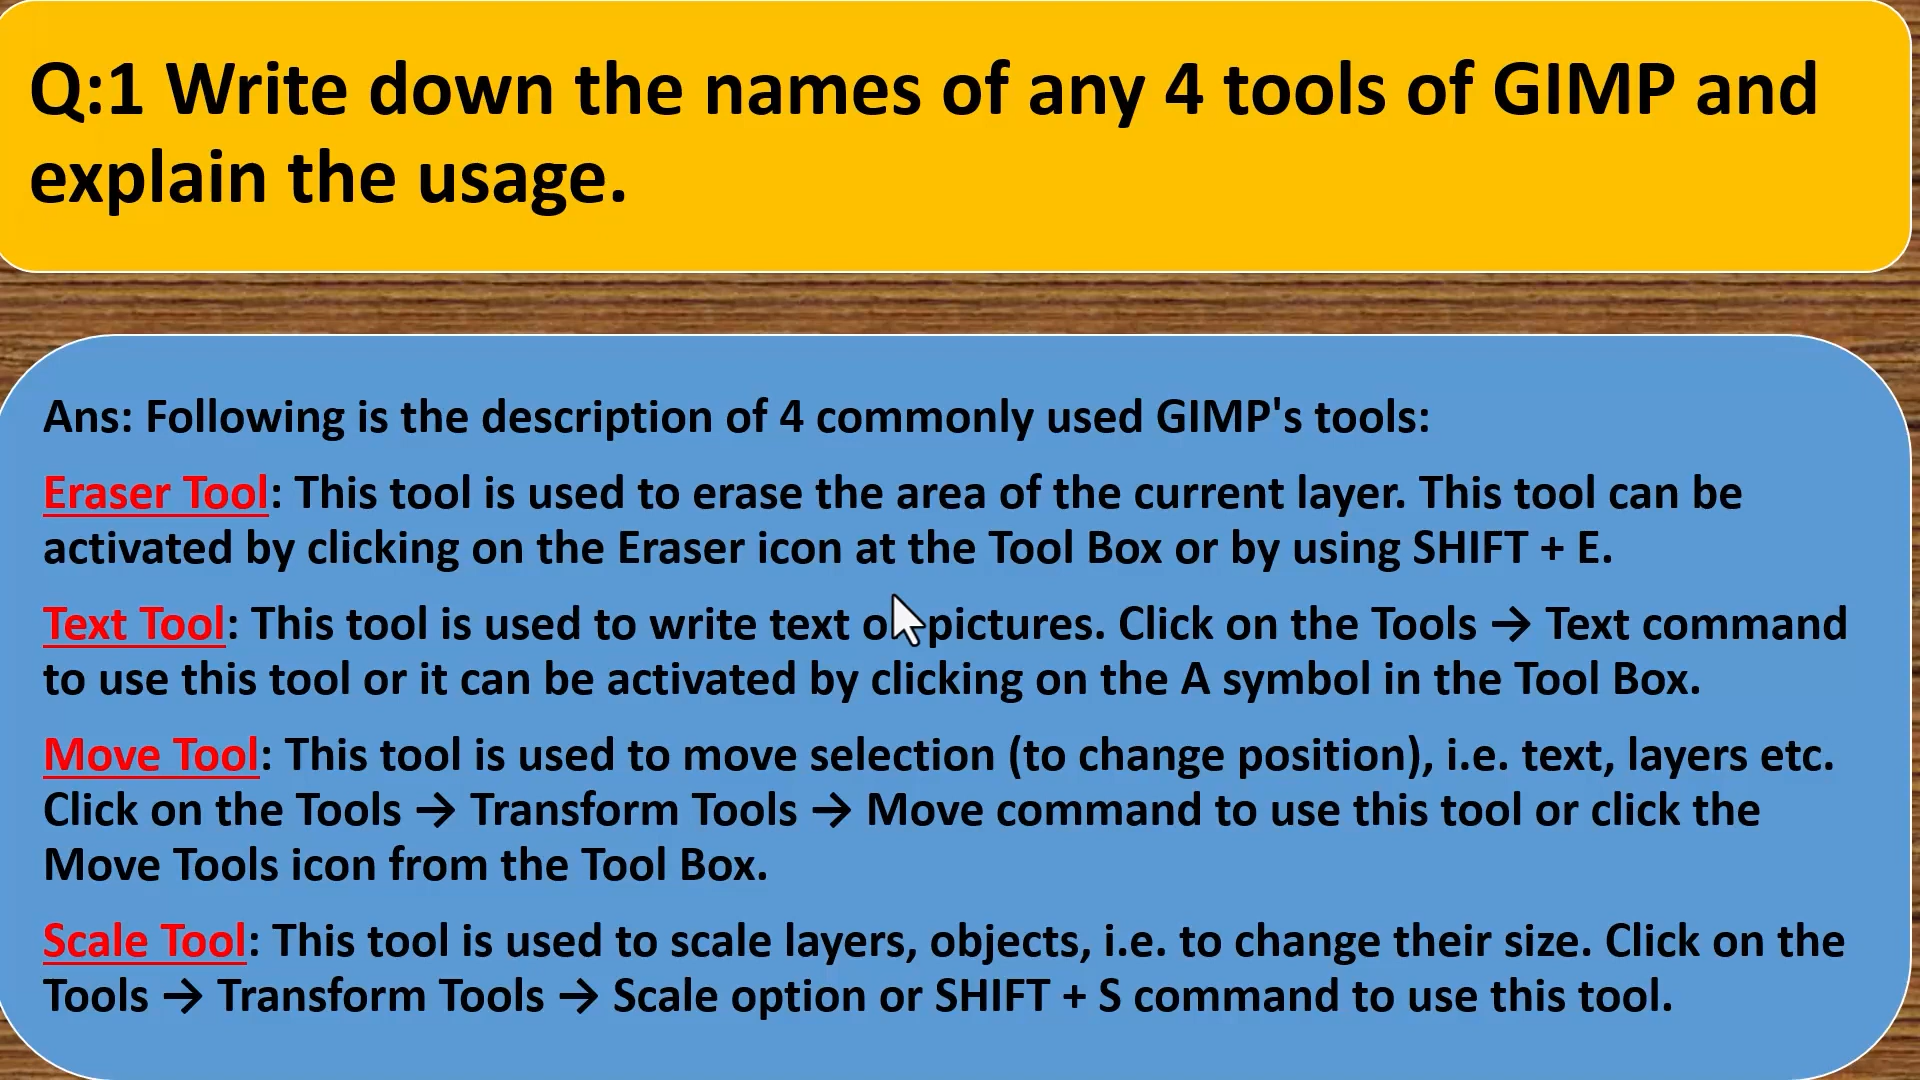 Q:1 Write down the names of any 4 tools of GIMP and
explain the usage.
Ans: Following is the description of 4 commonly used GIMP's tools:
Eraser Tool: This tool is used to erase the area of the current layer. This tool can be
activated by clicking on the Eraser icon at the Tool Box or by using SHIFT + E.
Text Tool: This tool is used to write text pictures. Click on the Tools → Text command
to use this tool or it can be activated by clicking on the A symbol in the Tool Box.
Move Tool: This tool is used to move selection (to change position), i.e. text, layers etc.
Click on the Tools → Transform Tools → Move command to use this tool or click the
Move Tools icon from the Tool Box.
Scale Tool: This tool is used to scale layers, objects, i.e. to change their size. Click on the
Tools → Transform Tools → Scale option or SHIFT + S command to use this tool.